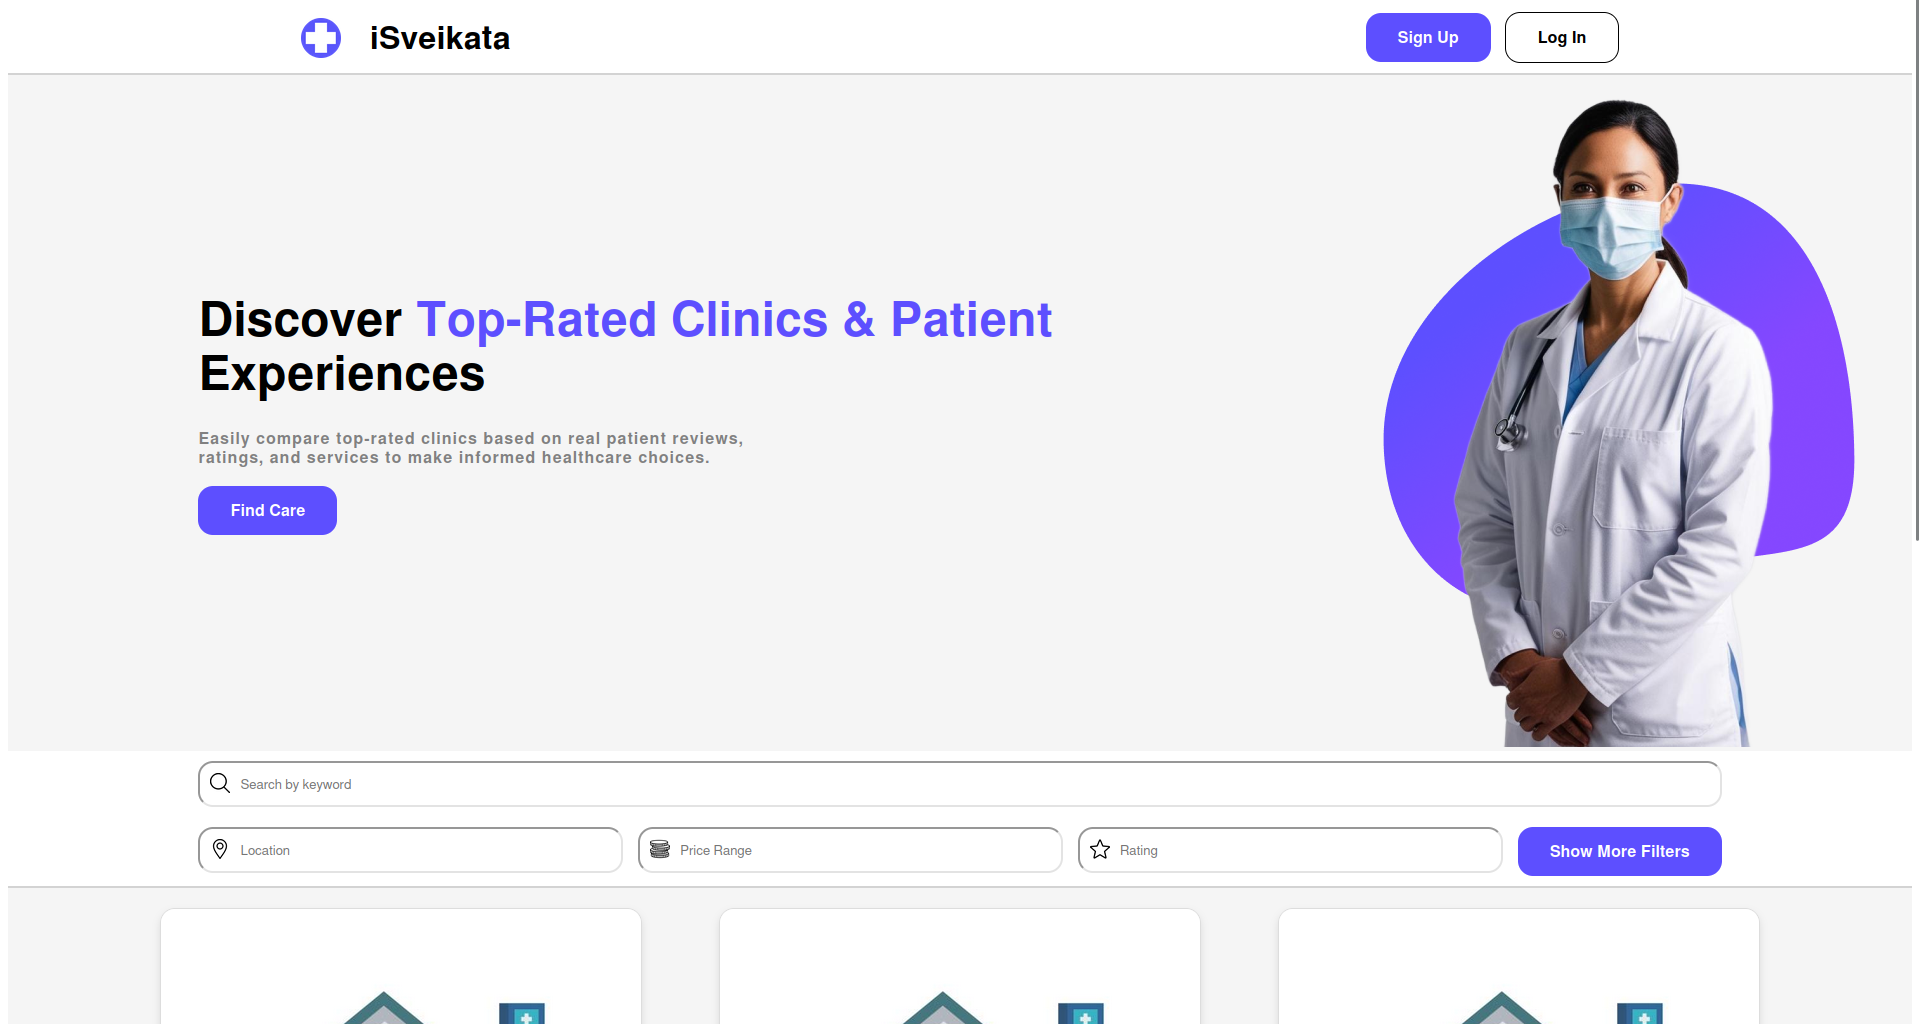 iSveikata
Sign Up
Log In
Discover Top-Rated Clinics & Patient
Experiences
Easily compare top-rated clinics based on real patient reviews,
ratings, and services to make informed healthcare choices.
Find Care
Search by keyword
Location
Price Range
Rating
Show More Filters